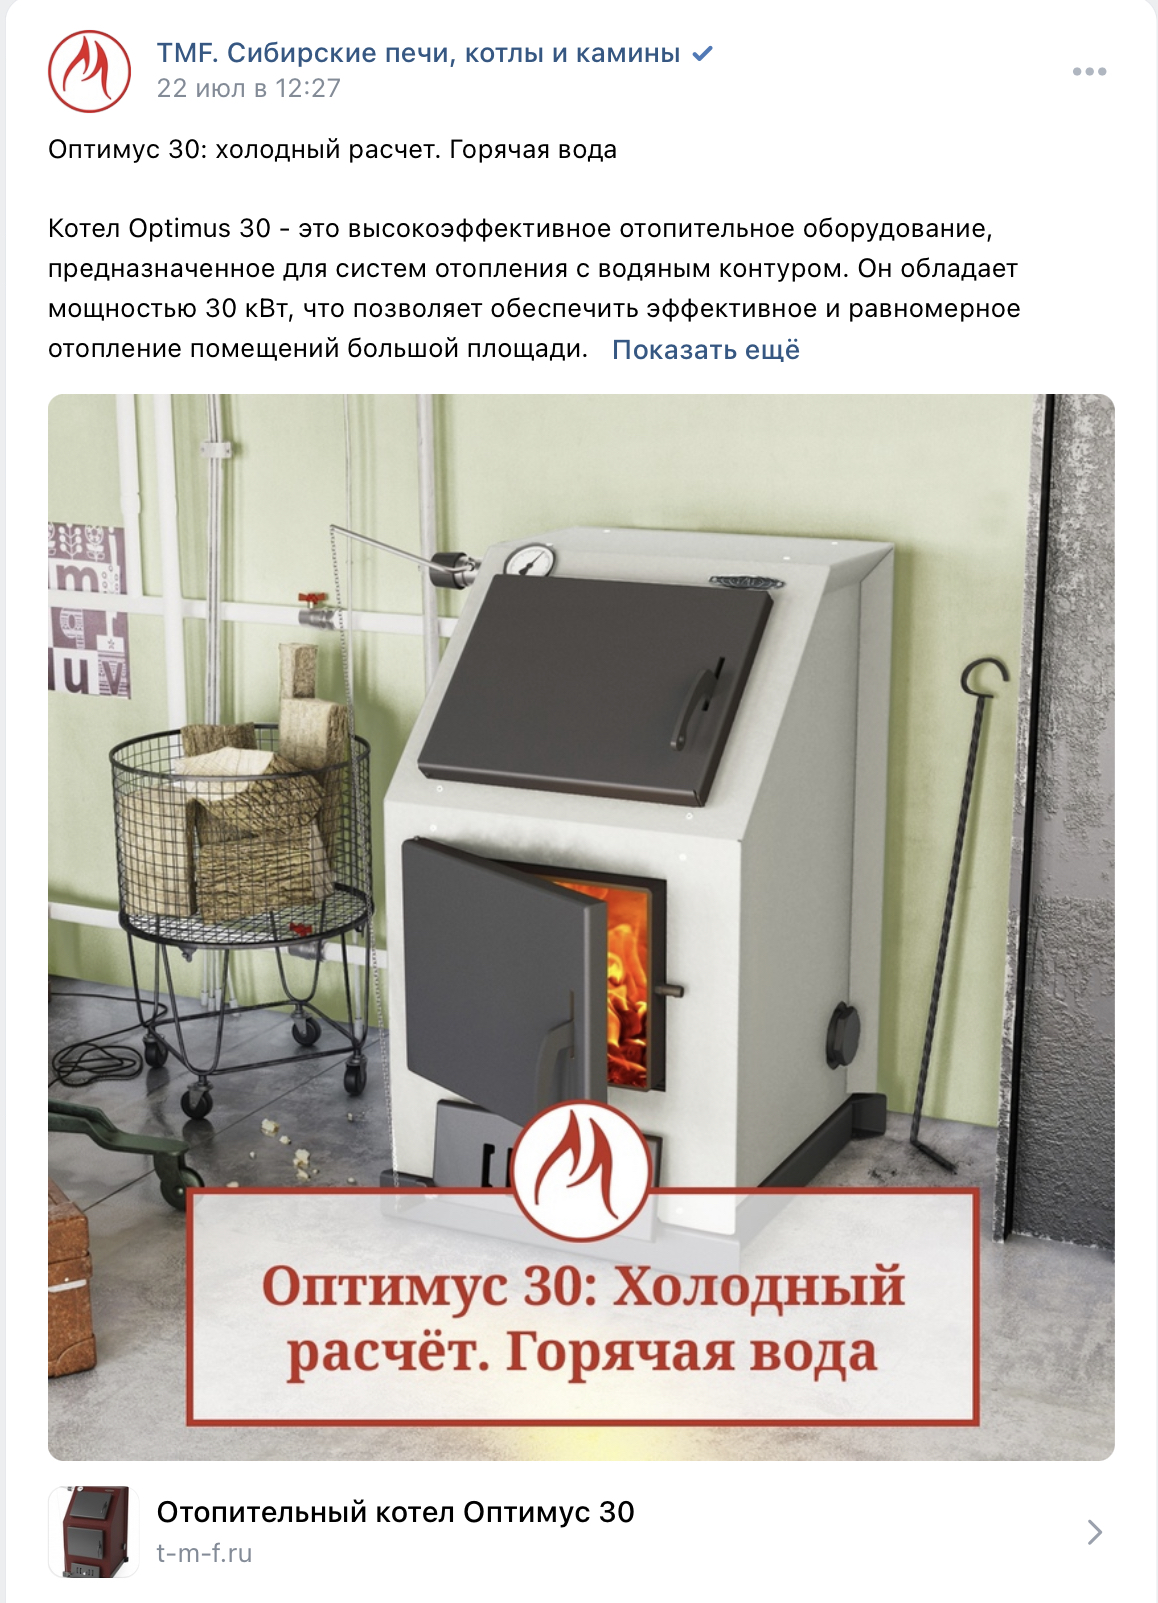 TMF. Сибирские печи, котлы и камины
22 июл в 12:27
Оптимус 30: холодный расчет. Горячая вода
Котел Optimus 30 - это высокоэффективное отопительное оборудование,
предназначенное для систем отопления с водяным контуром. Он обладает
мощностью 30 кВт, что позволяет обеспечить эффективное и равномерное
отопление помещений большой площади. Показать ещё
m
q r
u v
Оптимус 30: Холодный
расчёт. Горячая вода
Отопительный котел Оптимус 30
t-m-f.ru